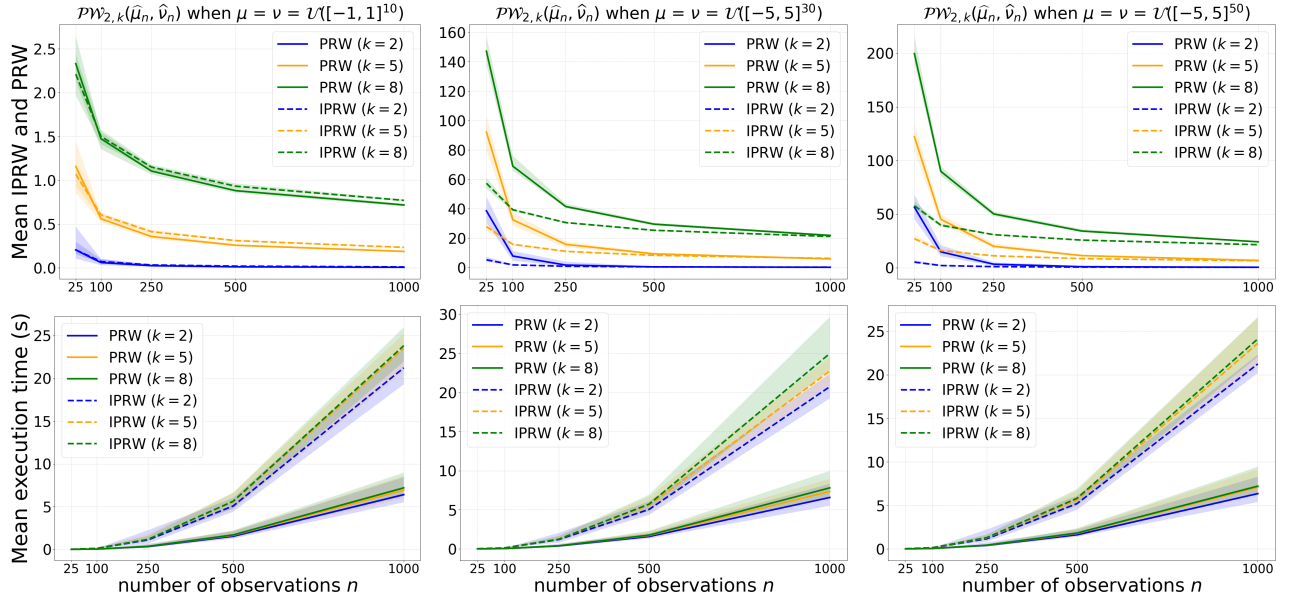 𝒫𝒲₂,ₖ(μ̂ₙ, ν̂ₙ) when μ = ν = 𝒰([−1, 1]¹⁰)
Mean IPRW and PRW
2.5
2.0
1.5
1.0
0.5
0.0
PRW (k = 2)
PRW (k = 5)
PRW (k = 8)
IPRW (k = 2)
IPRW (k = 5)
IPRW (k = 8)
25 100 250 500 1000
𝒫𝒲₂,ₖ(μ̂ₙ, ν̂ₙ) when μ = ν = 𝒰([−5, 5]³⁰)
160
140
120
100
80
60
40
20
0
PRW (k = 2)
PRW (k = 5)
PRW (k = 8)
IPRW (k = 2)
IPRW (k = 5)
IPRW (k = 8)
25 100 250 500 1000
𝒫𝒲₂,ₖ(μ̂ₙ, ν̂ₙ) when μ = ν = 𝒰([−5, 5]⁵⁰)
200
150
100
50
0
PRW (k = 2)
PRW (k = 5)
PRW (k = 8)
IPRW (k = 2)
IPRW (k = 5)
IPRW (k = 8)
25 100 250 500 1000
Mean execution time (s)
25
20
15
10
5
0
PRW (k = 2)
PRW (k = 5)
PRW (k = 8)
IPRW (k = 2)
IPRW (k = 5)
IPRW (k = 8)
25 100 250 500 1000
number of observations n
30
25
20
15
10
5
0
PRW (k = 2)
PRW (k = 5)
PRW (k = 8)
IPRW (k = 2)
IPRW (k = 5)
IPRW (k = 8)
25 100 250 500 1000
number of observations n
25
20
15
10
5
0
PRW (k = 2)
PRW (k = 5)
PRW (k = 8)
IPRW (k = 2)
IPRW (k = 5)
IPRW (k = 8)
25 100 250 500 1000
number of observations n